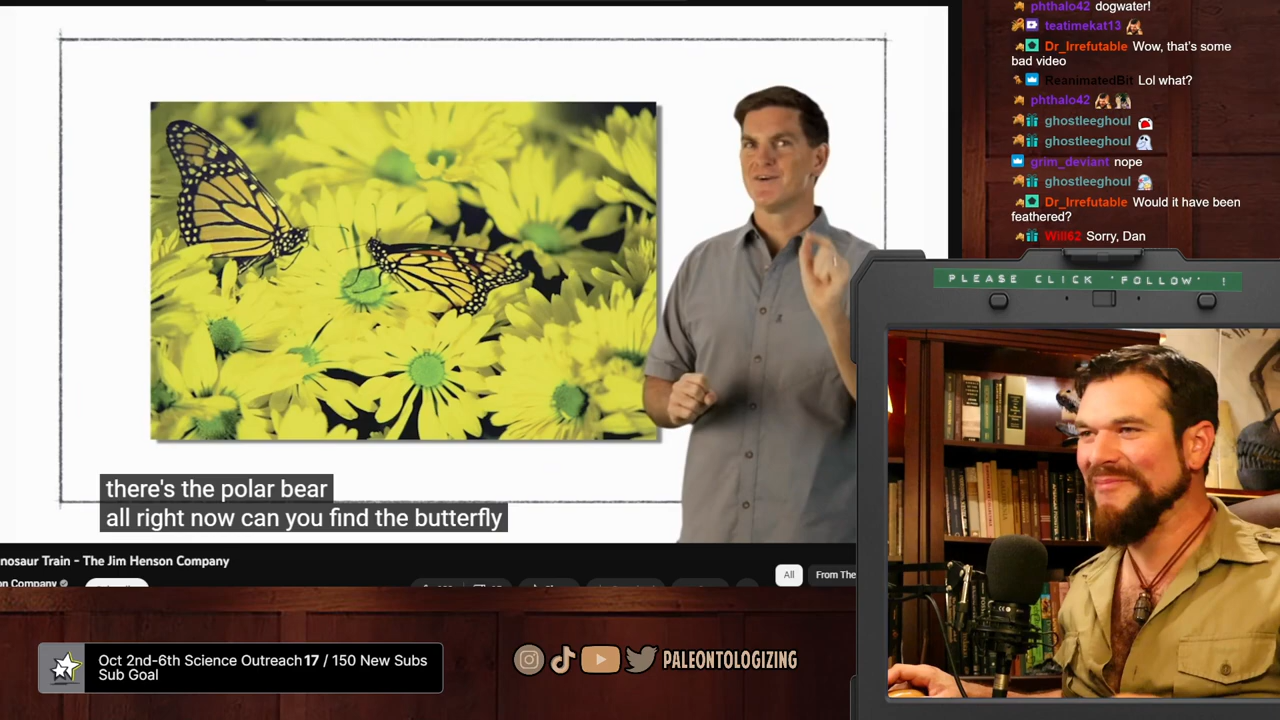 phthalo42 dogwater!
teatimekat13
Dr_Irrefutable Wow, that's some
bad video
ReanimatedBit Lol what?
phthalo42
ghostleeghoul
ghostleeghoul
grim_deviant nope
ghostleeghoul
Dr_Irrefutable Would it have been
feathered?
Will62 Sorry, Dan
PLEASE CLICK 'FOLLOW' !
there's the polar bear
all right now can you find the butterfly
nosaur Train - The Jim Henson Company
on Company
All
From The
Oct 2nd-6th Science Outreach 17 / 150 New Subs
Sub Goal
PALEONTOLOGIZING